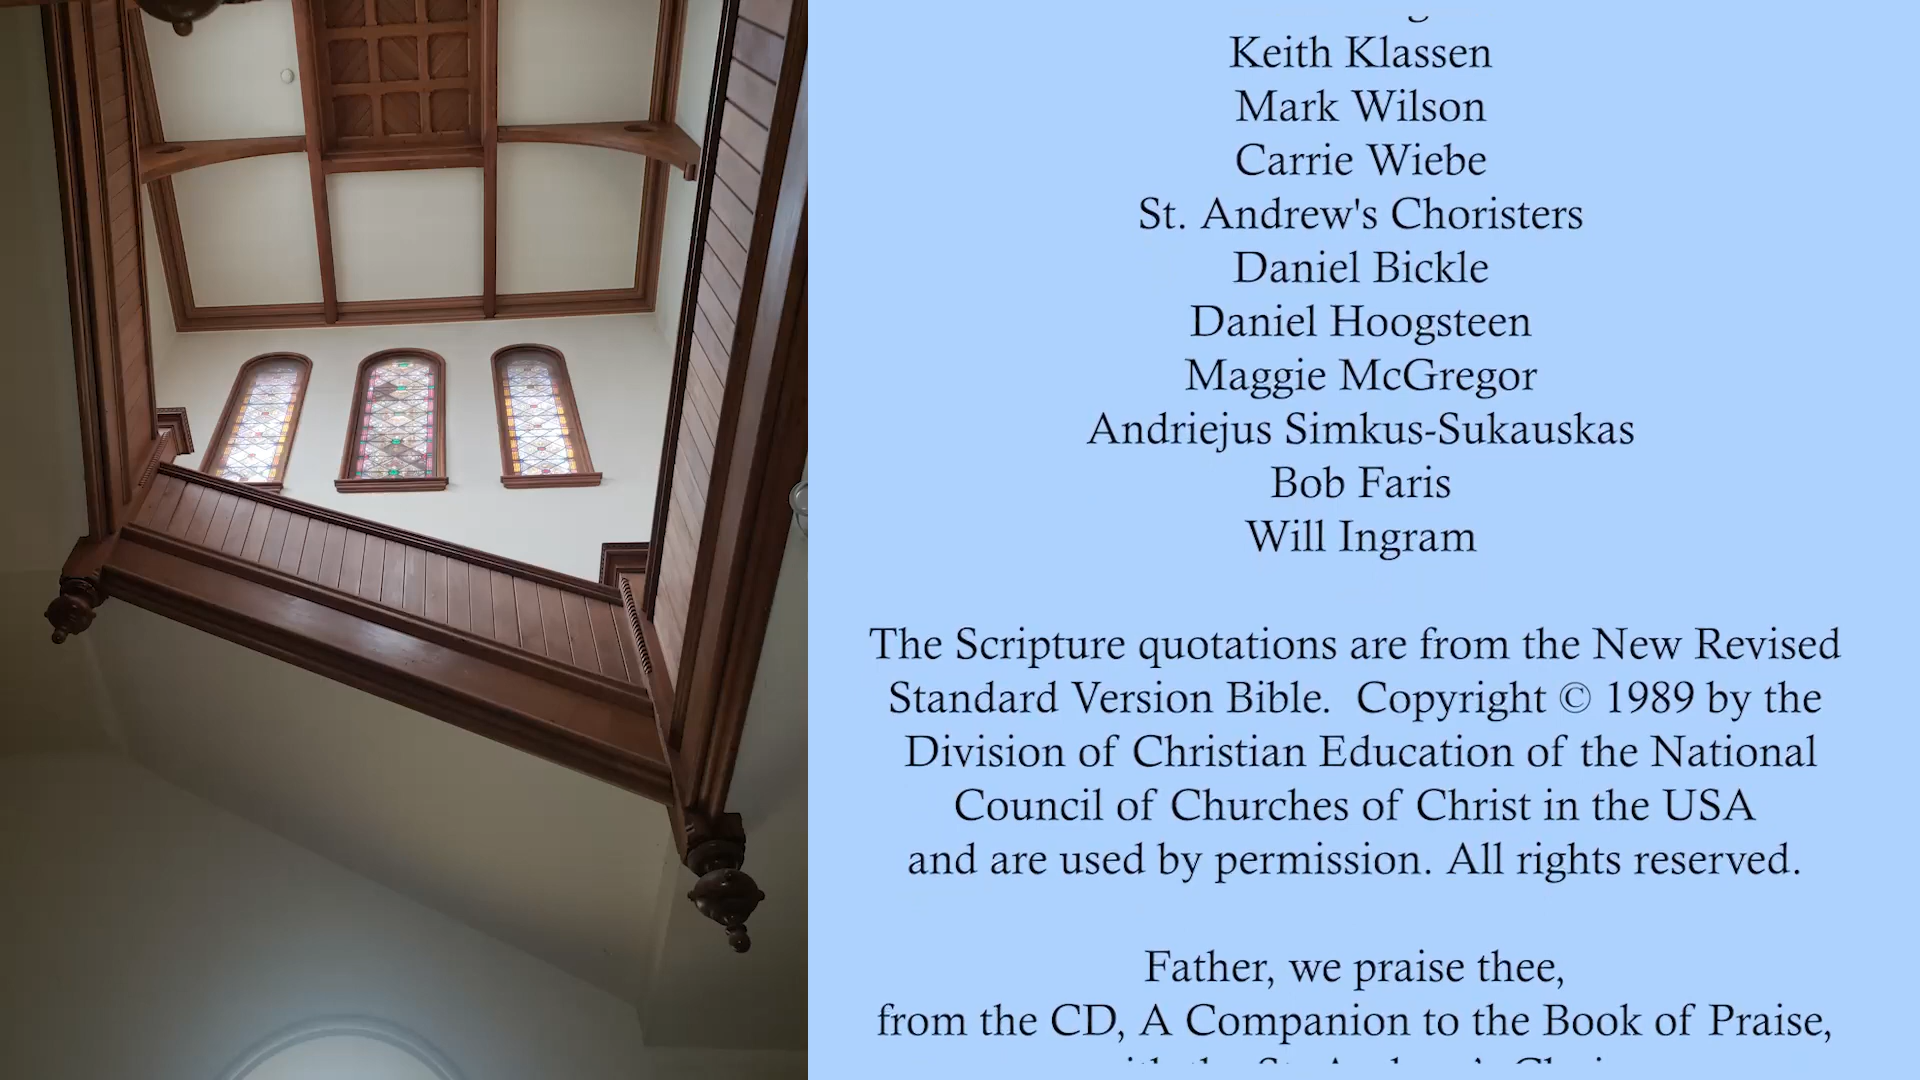 Keith Klassen
Mark Wilson
Carrie Wiebe
St. Andrew's Choristers
Daniel Bickle
Daniel Hoogsteen
Maggie McGregor
Andriejus Simkus-Sukauskas
Bob Faris
Will Ingram
The Scripture quotations are from the New Revised
Standard Version Bible.  Copyright © 1989 by the
Division of Christian Education of the National
Council of Churches of Christ in the USA
and are used by permission. All rights reserved.
Father, we praise thee,
from the CD, A Companion to the Book of Praise,